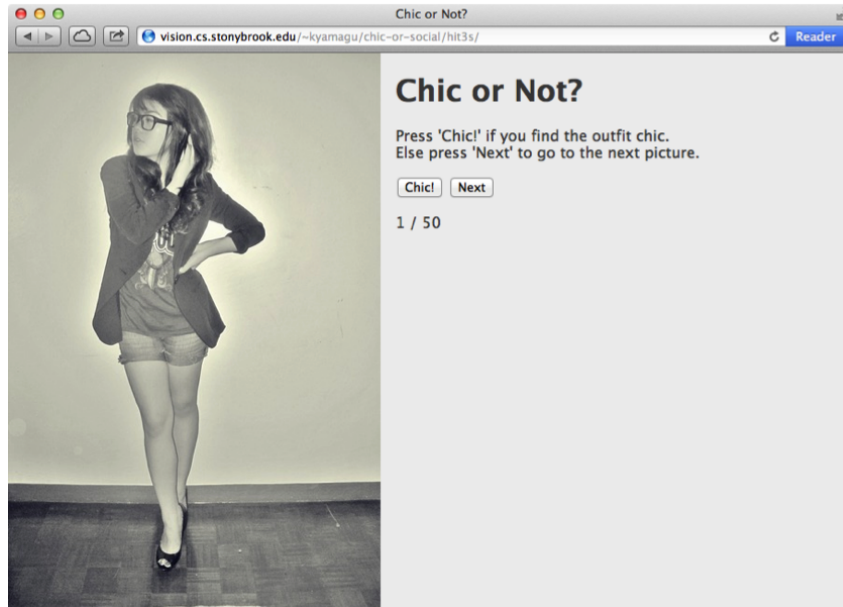 Chic or Not?
vision.cs.stonybrook.edu/~kyamagu/chic-or-social/hit3s/
Reader
Chic or Not?
Press 'Chic!' if you find the outfit chic.
Else press 'Next' to go to the next picture.
Chic! Next
1 / 50